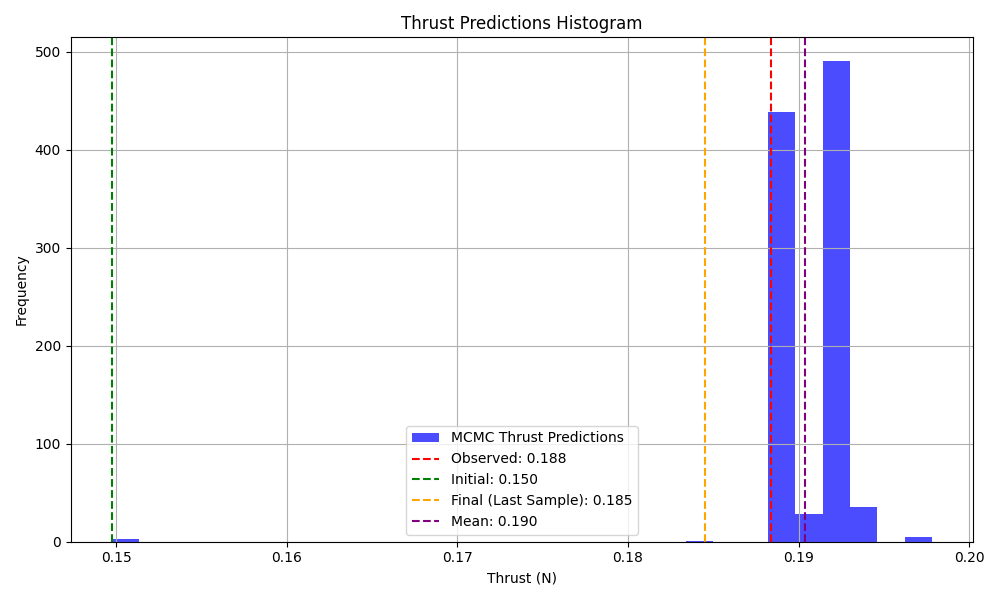 Thrust Predictions Histogram
Frequency
500
400
300
200
100
0
MCMC Thrust Predictions
Observed: 0.188
Initial: 0.150
Final (Last Sample): 0.185
Mean: 0.190
0.15 0.16 0.17 0.18 0.19 0.20
Thrust (N)